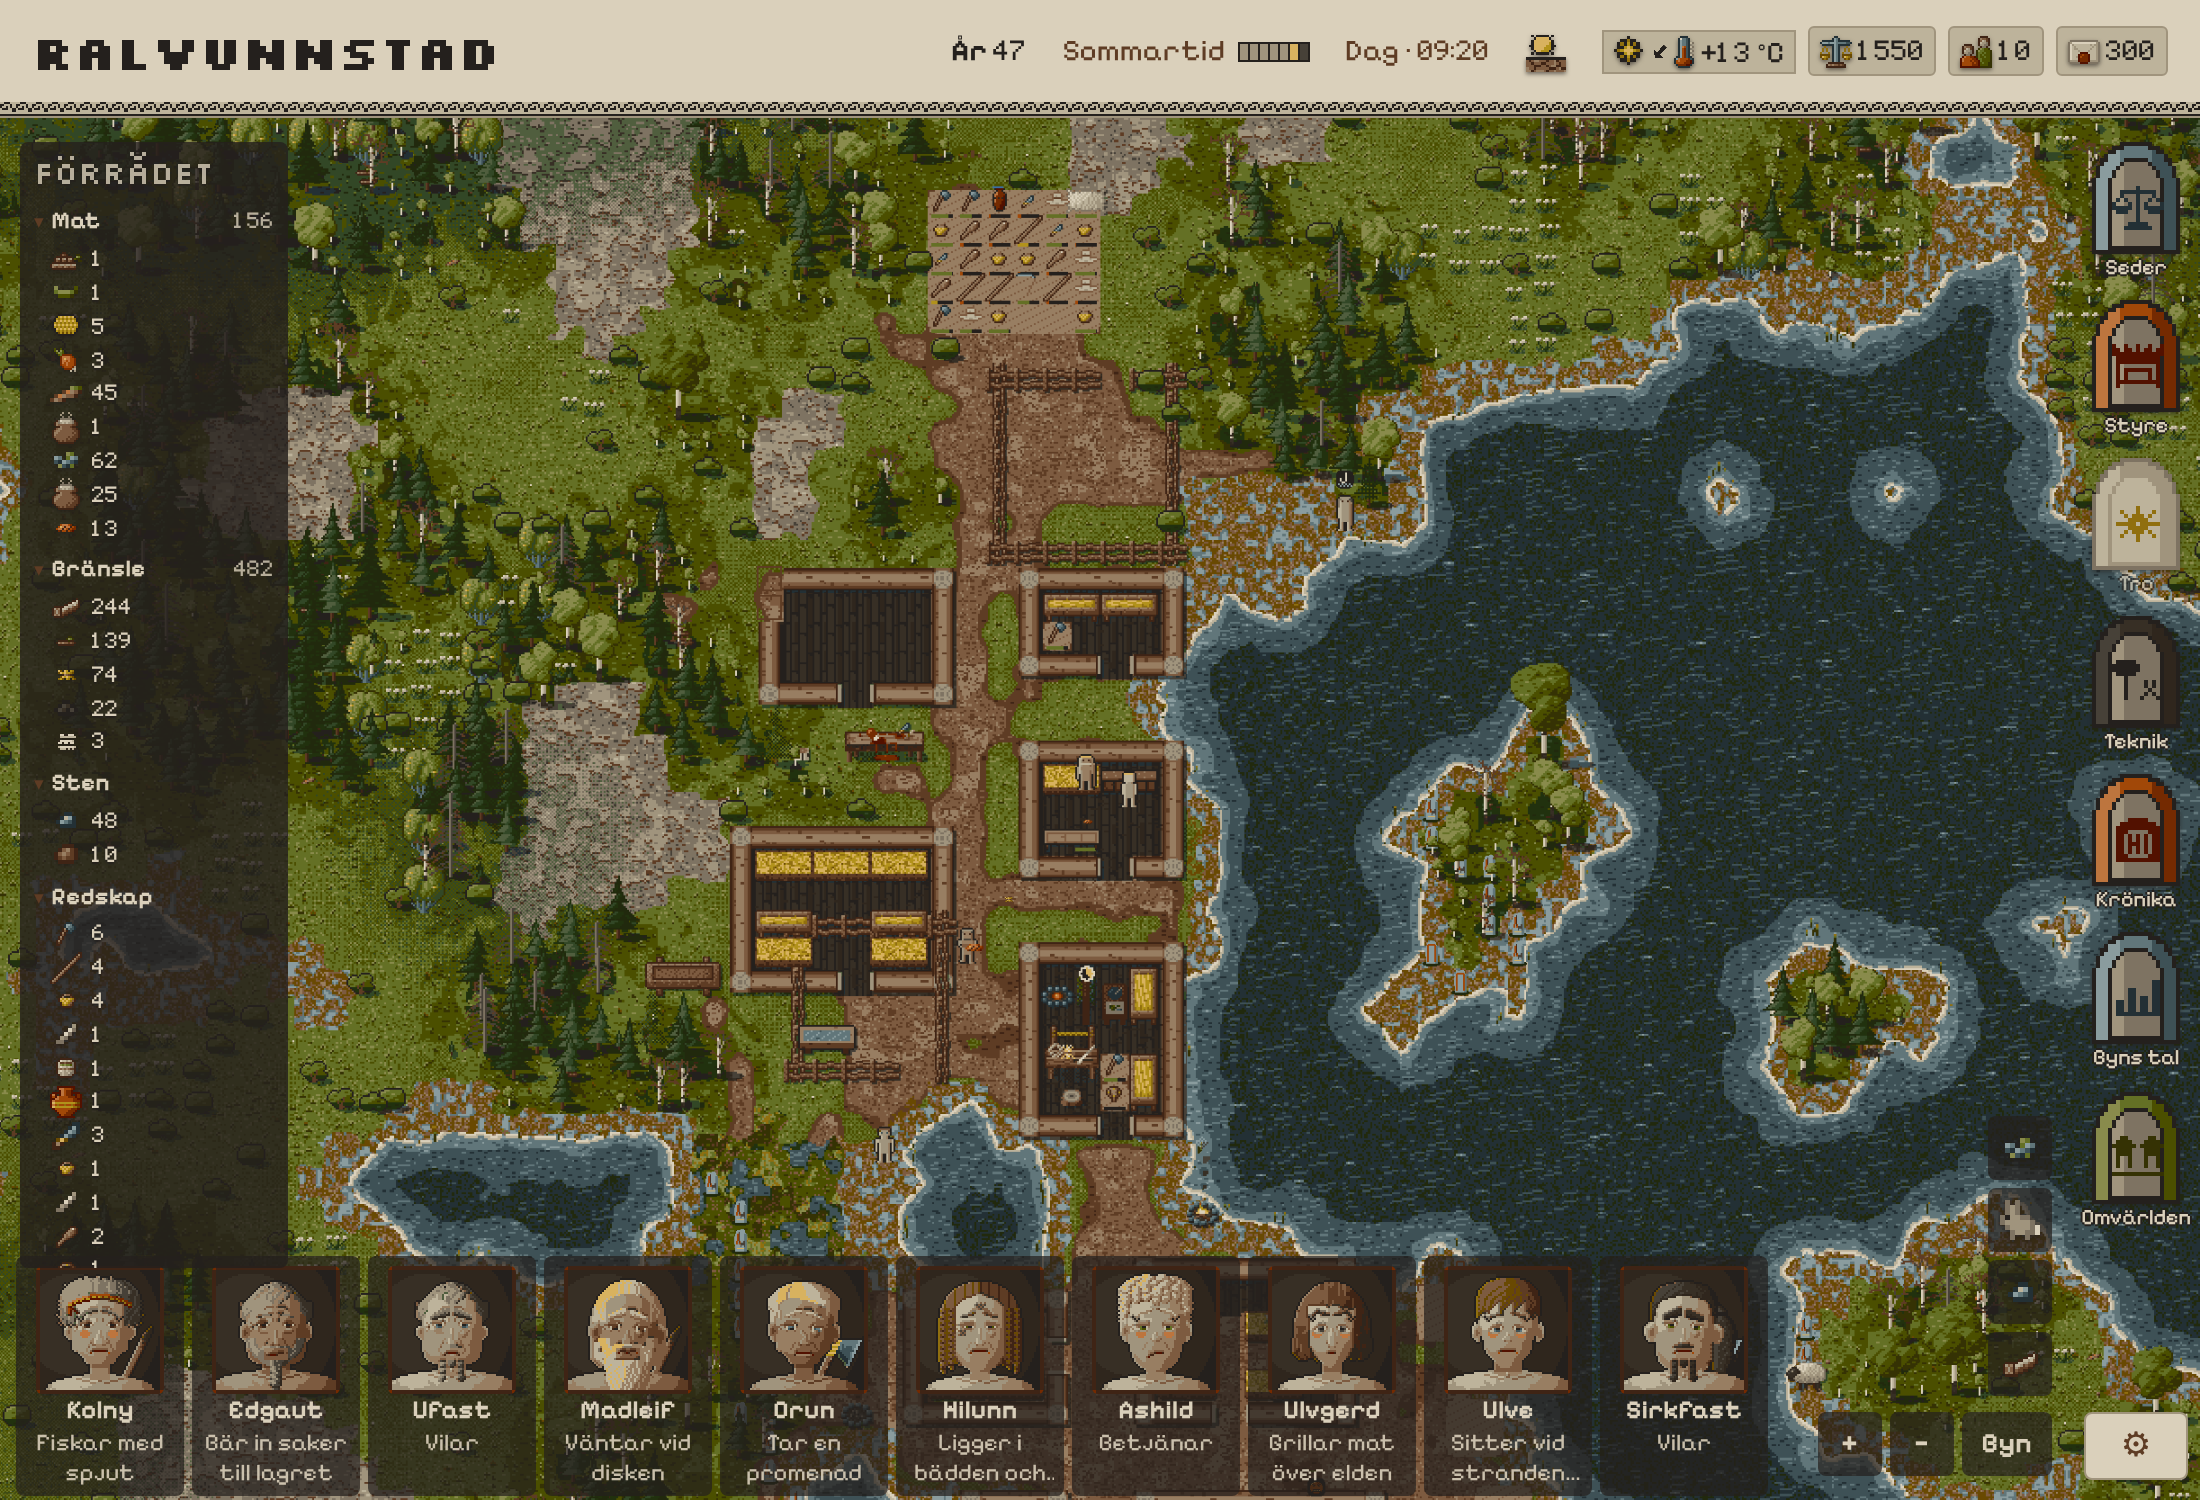 RALVUNNSTAD
År 47 Sommartid Dag · 09:20 +13 °C 1550 10 300
FÖRRÅDET
Mat 156
1
1
5
3
45
1
62
25
13
Bränsle 482
244
139
74
22
3
Sten
48
10
Redskap
6
4
4
1
1
1
3
1
1
2
1
Seder
Styre
Tro
Teknik
Krönika
Byns tal
Omvärlden
Kolny
Fiskar med
spjut
Edgaut
Bär in saker
till lagret
Ufast
Vilar
Madleif
Väntar vid
disken
Orun
Tar en
promenad
Hilunn
Ligger i
bädden och..
Ashild
Betjänar
Ulvgerd
Grillar mat
över elden
Ulve
Sitter vid
stranden...
Sirkfast
Vilar
+ - Byn